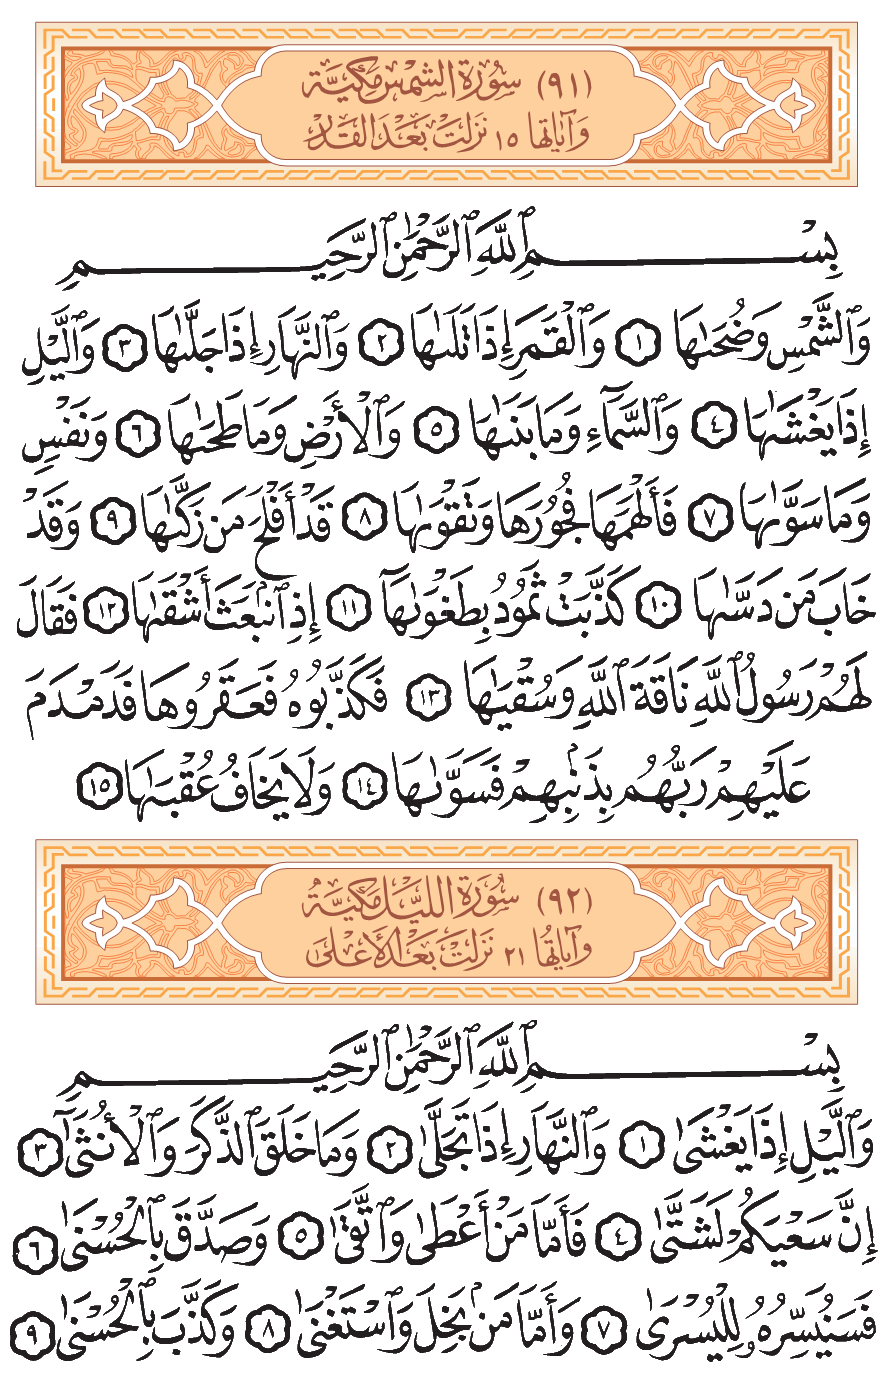 (٩١) سُورَةُ الشَّمْسِ مَكِّيَّة
وَآيَاتُهَا ١٥ نَزَلَتْ بَعْدَ القَدْرِ
بِسْمِ ٱللَّهِ ٱلرَّحْمَٰنِ ٱلرَّحِيمِ
وَٱلشَّمْسِ وَضُحَىٰهَا ١ وَٱلْقَمَرِ إِذَا تَلَىٰهَا ٢ وَٱلنَّهَارِ إِذَا جَلَّىٰهَا ٣ وَٱلَّيْلِ
إِذَا يَغْشَىٰهَا ٤ وَٱلسَّمَآءِ وَمَا بَنَىٰهَا ٥ وَٱلْأَرْضِ وَمَا طَحَىٰهَا ٦ وَنَفْسٍ
وَمَا سَوَّىٰهَا ٧ فَأَلْهَمَهَا فُجُورَهَا وَتَقْوَىٰهَا ٨ قَدْ أَفْلَحَ مَن زَكَّىٰهَا ٩ وَقَدْ
خَابَ مَن دَسَّىٰهَا ١٠ كَذَّبَتْ ثَمُودُ بِطَغْوَىٰهَآ ١١ إِذِ ٱنۢبَعَثَ أَشْقَىٰهَا ١٢ فَقَالَ
لَهُمْ رَسُولُ ٱللَّهِ نَاقَةَ ٱللَّهِ وَسُقْيَٰهَا ١٣ فَكَذَّبُوهُ فَعَقَرُوهَا فَدَمْدَمَ
عَلَيْهِمْ رَبُّهُم بِذَنۢبِهِمْ فَسَوَّىٰهَا ١٤ وَلَا يَخَافُ عُقْبَٰهَا ١٥
(٩٢) سُورَةُ اللَّيْلِ مَكِّيَّةٌ
وَآيَاتُهَا ٢١ نَزَلَتْ بَعْدَ الأَعْلَىٰ
بِسْمِ ٱللَّهِ ٱلرَّحْمَٰنِ ٱلرَّحِيمِ
وَٱلَّيْلِ إِذَا يَغْشَىٰ ١ وَٱلنَّهَارِ إِذَا تَجَلَّىٰ ٢ وَمَا خَلَقَ ٱلذَّكَرَ وَٱلْأُنثَىٰٓ ٣
إِنَّ سَعْيَكُمْ لَشَتَّىٰ ٤ فَأَمَّا مَنْ أَعْطَىٰ وَٱتَّقَىٰ ٥ وَصَدَّقَ بِٱلْحُسْنَىٰ ٦
فَسَنُيَسِّرُهُۥ لِلْيُسْرَىٰ ٧ وَأَمَّا مَنۢ بَخِلَ وَٱسْتَغْنَىٰ ٨ وَكَذَّبَ بِٱلْحُسْنَىٰ ٩